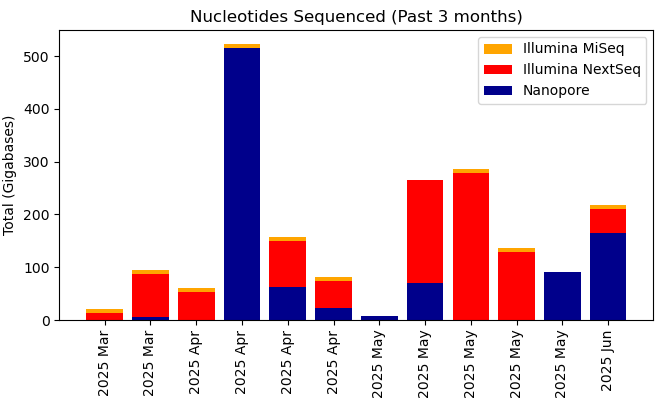 Nucleotides Sequenced (Past 3 months)
Illumina MiSeq
Illumina NextSeq
Nanopore
Total (Gigabases)
500
400
300
200
100
0
2025 Mar
2025 Mar
2025 Apr
2025 Apr
2025 Apr
2025 Apr
2025 May
2025 May
2025 May
2025 May
2025 May
2025 Jun